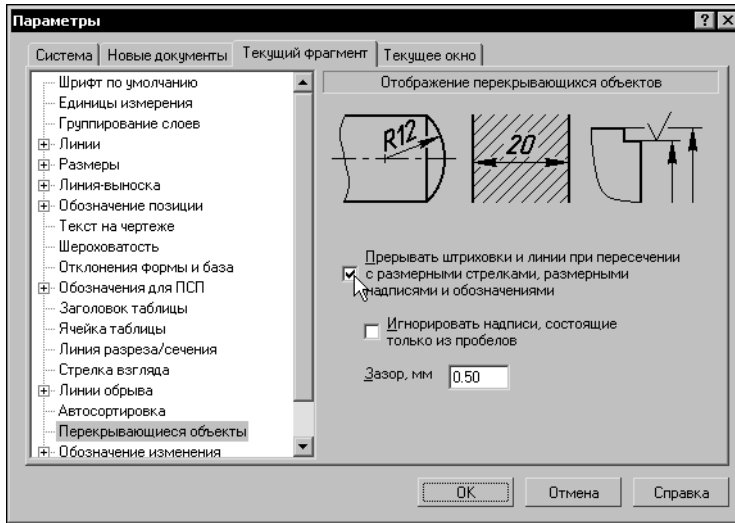 Параметры
Система Новые документы Текущий фрагмент Текущее окно
Шрифт по умолчанию
Единицы измерения
Группирование слоев
Линии
Размеры
Линия-выноска
Обозначение позиции
Текст на чертеже
Шероховатость
Отклонения формы и база
Обозначения для ПСП
Заголовок таблицы
Ячейка таблицы
Линия разреза/сечения
Стрелка взгляда
Линии обрыва
Автосортировка
Перекрывающиеся объекты
Обозначение изменения
Отображение перекрывающихся объектов
R12
20
Прерывать штриховки и линии при пересечении
с размерными стрелками, размерными
надписями и обозначениями
Игнорировать надписи, состоящие
только из пробелов
Зазор, мм 0.50
OK Отмена Справка